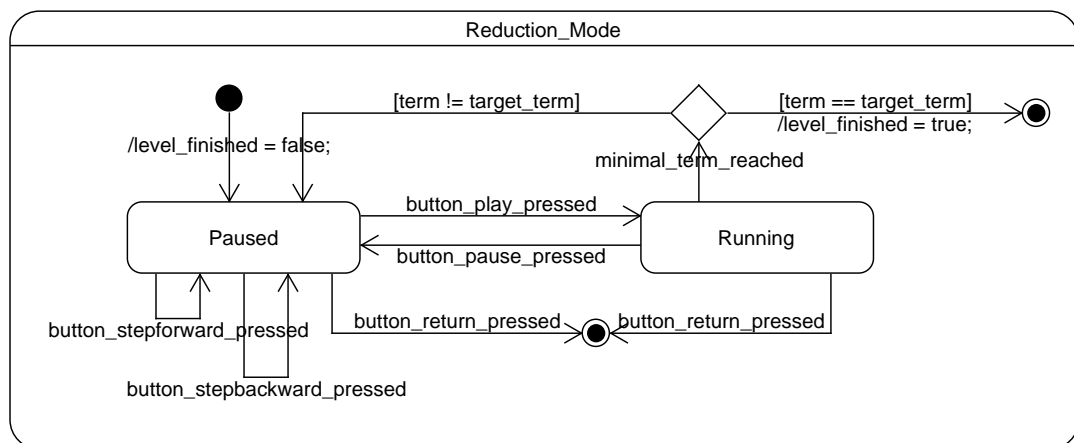 Reduction_Mode
[term != target_term]
[term == target_term]
/level_finished = true;
/level_finished = false;
minimal_term_reached
button_play_pressed
Paused
Running
button_pause_pressed
button_return_pressed
button_return_pressed
button_stepforward_pressed
button_stepbackward_pressed